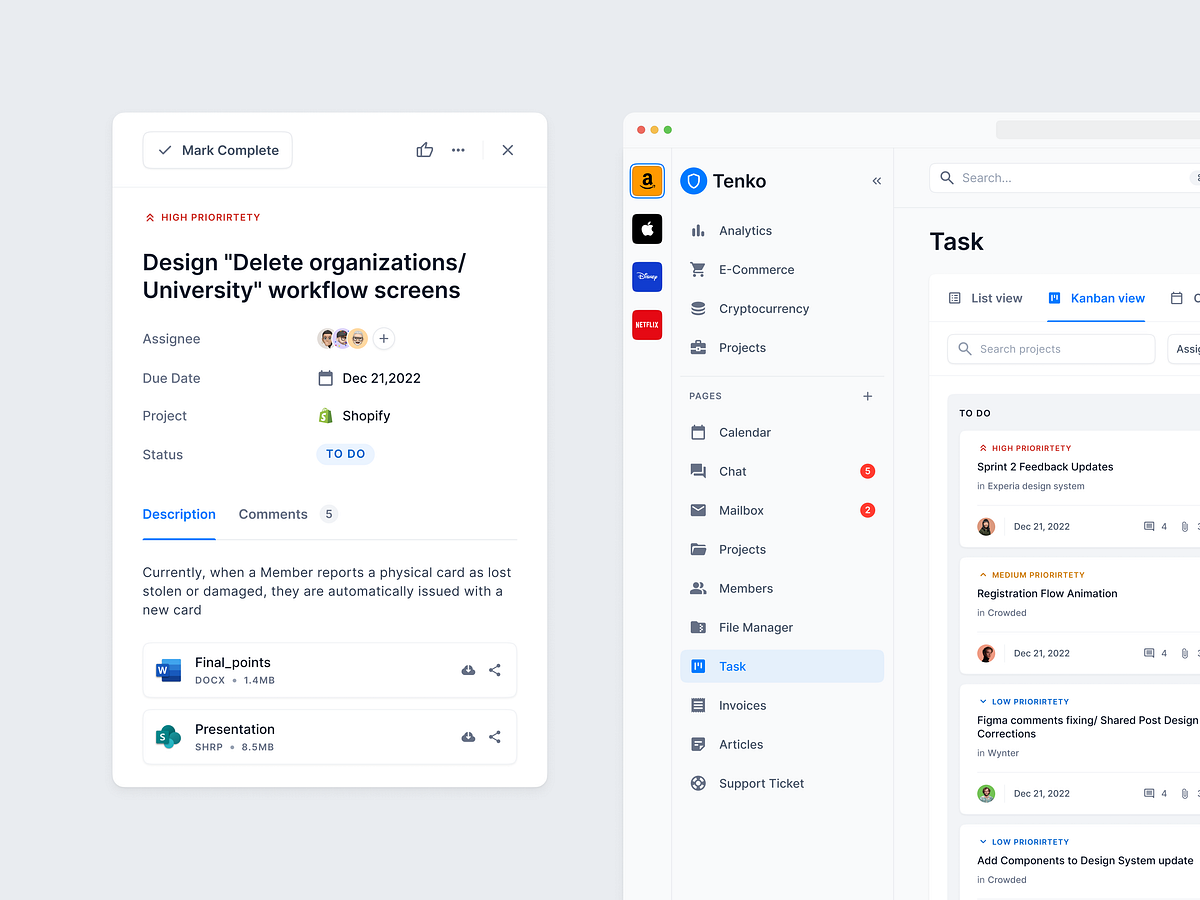 Mark Complete
HIGH PRIORIRTETY
Design "Delete organizations/
University" workflow screens
Assignee
Due Date
Dec 21,2022
Project
Shopify
Status
TO DO
Description
Comments
5
Currently, when a Member reports a physical card as lost
stolen or damaged, they are automatically issued with a
new card
W
Final_points
DOCX • 1.4MB
S
Presentation
SHRP • 8.5MB
a
Disney
NETFLIX
Tenko
Analytics
E-Commerce
Cryptocurrency
Projects
PAGES
Calendar
Chat
5
Mailbox
2
Projects
Members
File Manager
Task
Invoices
Articles
Support Ticket
Search...
Task
List view
Kanban view
Search projects
Assig
TO DO
HIGH PRIORIRTETY
Sprint 2 Feedback Updates
in Experia design system
Dec 21, 2022
4
MEDIUM PRIORIRTETY
Registration Flow Animation
in Crowded
Dec 21, 2022
4
LOW PRIORIRTETY
Figma comments fixing/ Shared Post Design
Corrections
in Wynter
Dec 21, 2022
4
LOW PRIORIRTETY
Add Components to Design System update
in Crowded